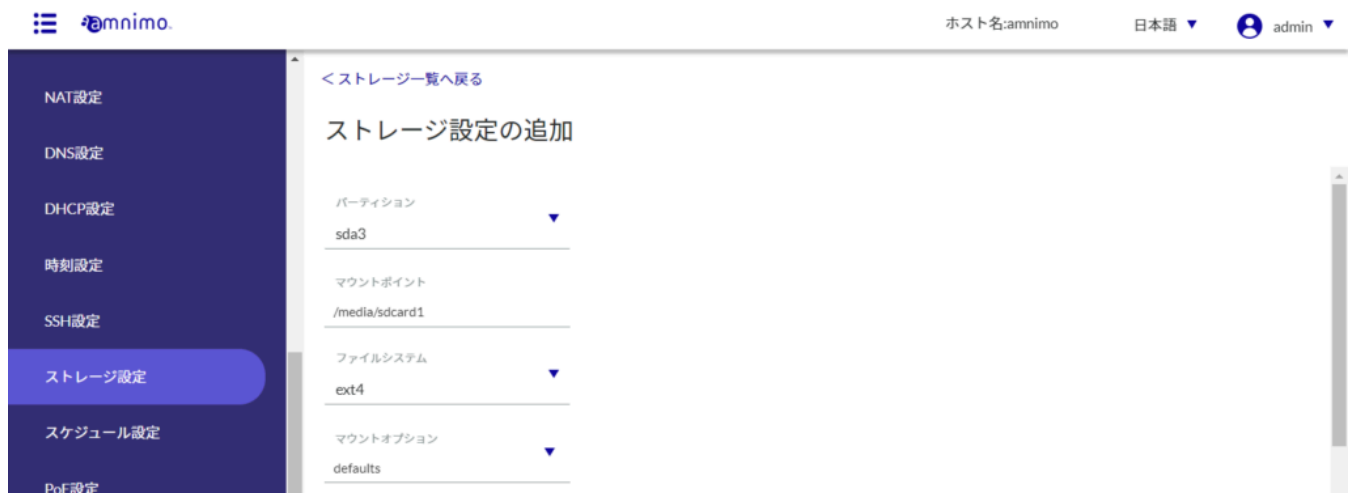 amnimo.
ホスト名:amnimo
日本語 ▼
admin ▼
NAT設定
DNS設定
DHCP設定
時刻設定
SSH設定
ストレージ設定
スケジュール設定
PoE設定
＜ストレージ一覧へ戻る
ストレージ設定の追加
パーティション
sda3
マウントポイント
/media/sdcard1
ファイルシステム
ext4
マウントオプション
defaults